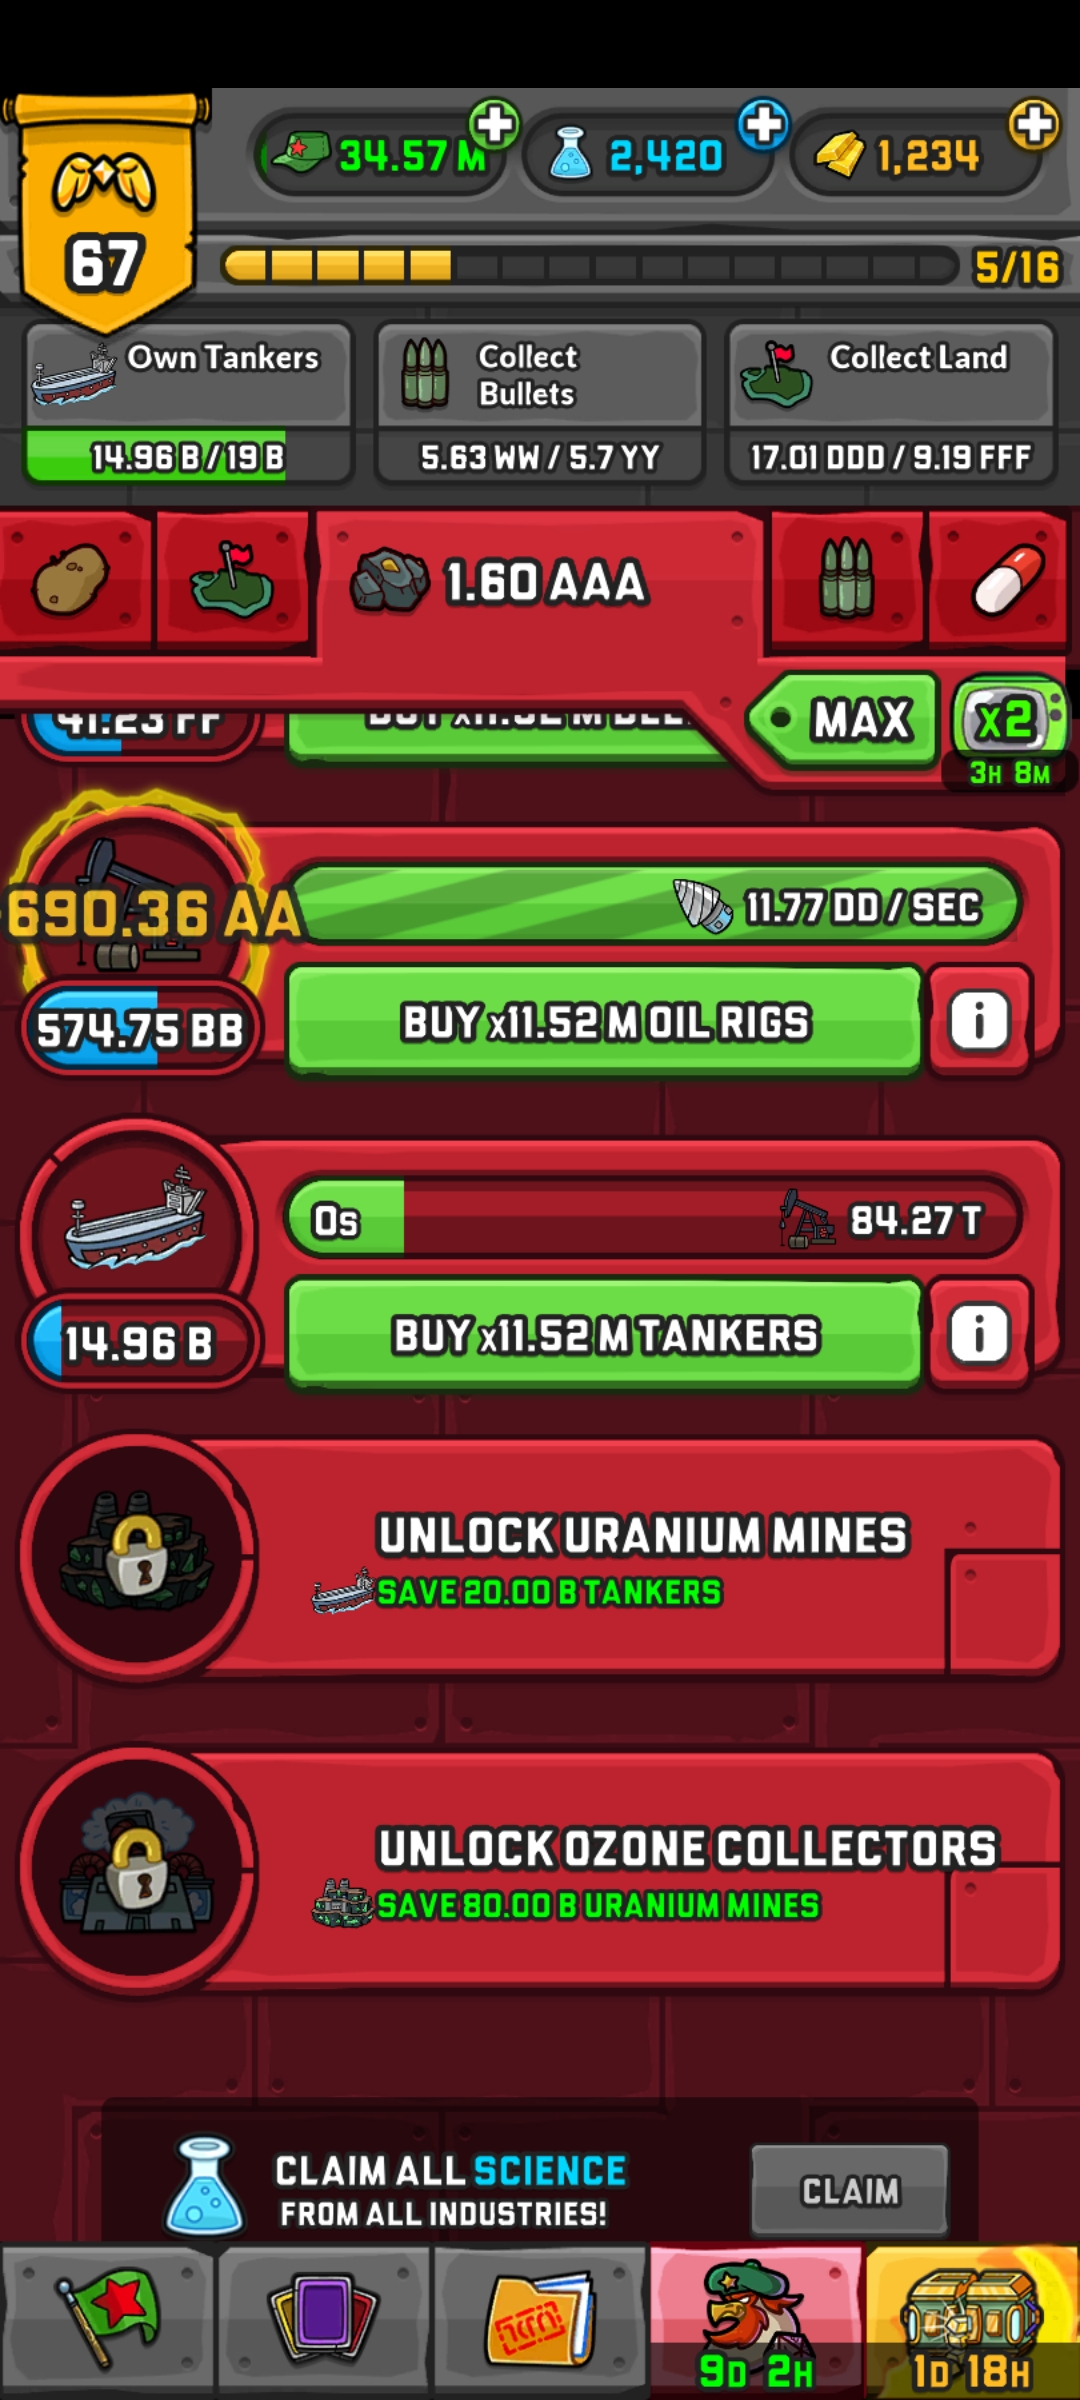 34.57 M
2,420
1,234
67
5/16
Own Tankers
14.96 B / 19 B
Collect
Bullets
5.63 WW / 5.7 YY
Collect Land
17.01 DDD / 9.19 FFF
1.60 AAA
MAX
x2
3H 8M
41.23 FF
-690.36 AA
11.77 DD / SEC
574.75 BB
BUY x11.52 M OIL RIGS
i
0s
84.27 T
14.96 B
BUY x11.52 M TANKERS
i
UNLOCK URANIUM MINES
SAVE 20.00 B TANKERS
UNLOCK OZONE COLLECTORS
SAVE 80.00 B URANIUM MINES
CLAIM ALL SCIENCE
FROM ALL INDUSTRIES!
CLAIM
9D 2H
1D 18H